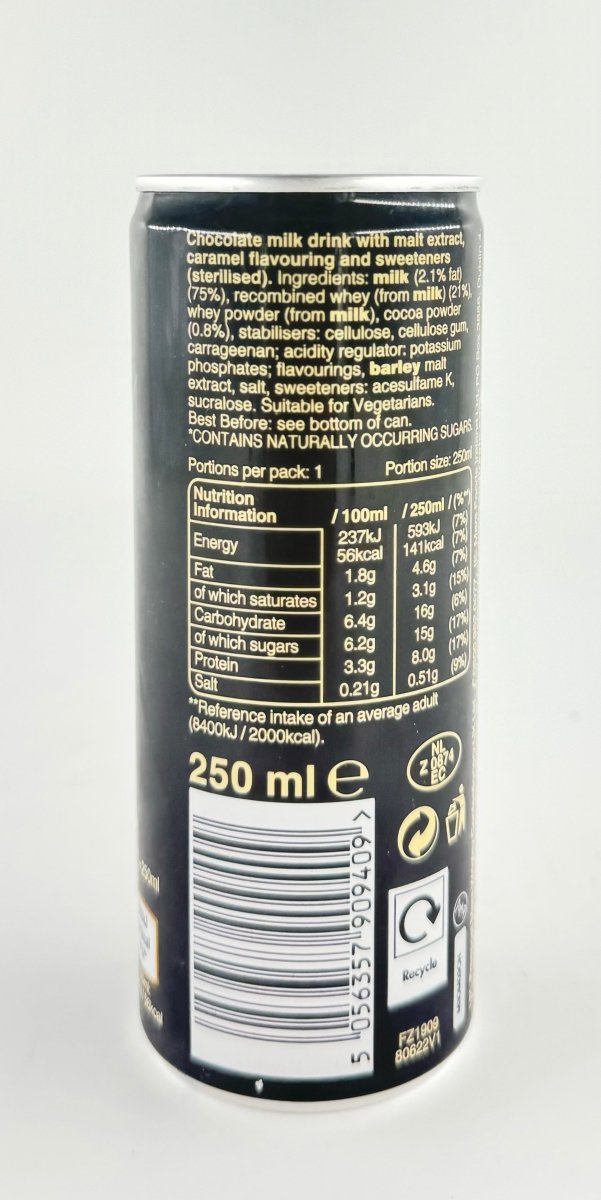 Chocolate milk drink with malt extract,
caramel flavouring and sweeteners
(sterilised). Ingredients: milk (2.1% fat)
(75%), recombined whey (from milk) (21%),
whey powder (from milk), cocoa powder
(0.8%), stabilisers: cellulose, cellulose gum,
carrageenan; acidity regulator: potassium
phosphates; flavourings, barley malt
extract, salt, sweeteners: acesulfame K,
sucralose. Suitable for Vegetarians.
Best Before: see bottom of can.
*CONTAINS NATURALLY OCCURRING SUGARS
Portions per pack: 1 Portion size: 250ml
Nutrition Information /100ml /250ml /(%**)
Energy 237kJ 593kJ (7%)
56kcal 141kcal (7%)
Fat 1.8g 4.6g (7%)
of which saturates 1.2g 3.1g (15%)
Carbohydrate 6.4g 16g (6%)
of which sugars 6.2g 15g (17%)
Protein 3.3g 8.0g (17%)
Salt 0.21g 0.51g (9%)
**Reference intake of an average adult
(8400kJ / 2000kcal).
250 ml e
NL
Z 0874
EC
5 056357 909409 >
Recycle
FZ1909
80622V1
250ml